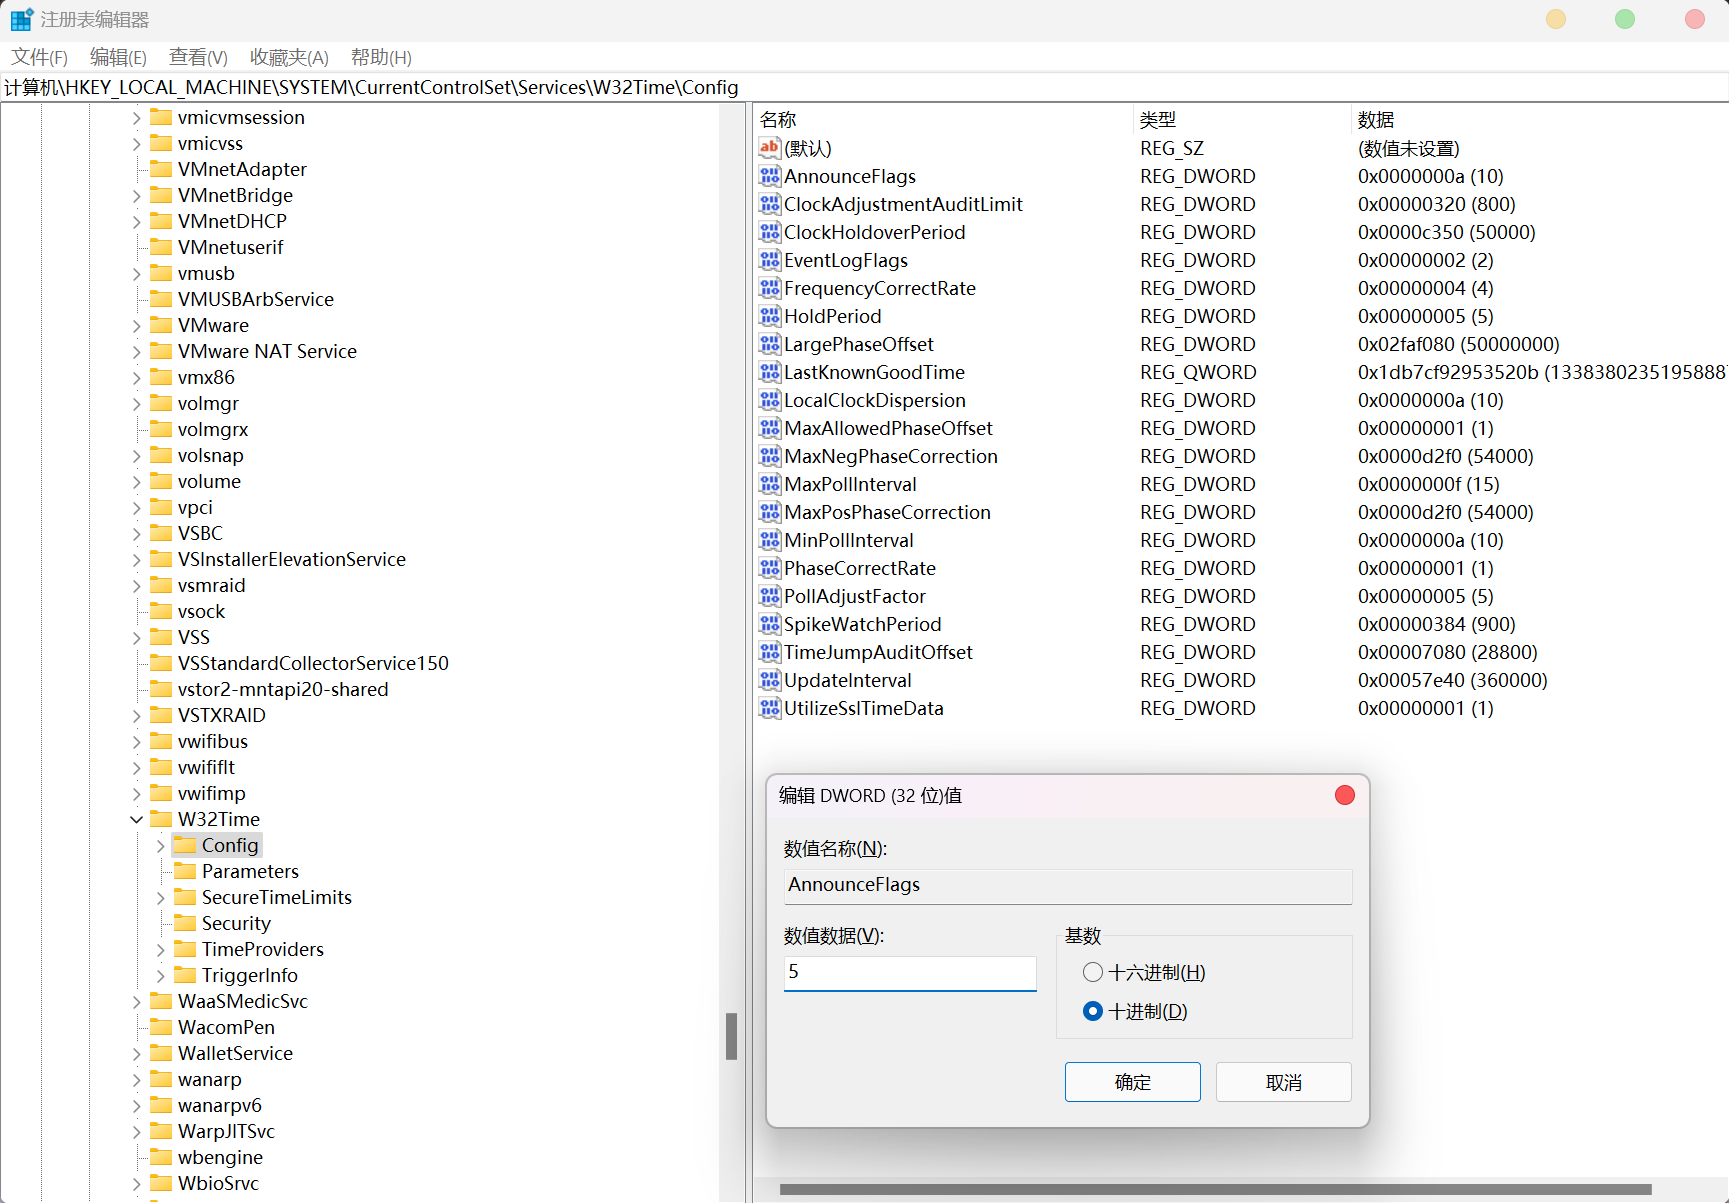 注册表编辑器
文件(F) 编辑(E) 查看(V) 收藏夹(A) 帮助(H)
计算机\HKEY_LOCAL_MACHINE\SYSTEM\CurrentControlSet\Services\W32Time\Config
vmicvmsession
vmicvss
VMnetAdapter
VMnetBridge
VMnetDHCP
VMnetuserif
vmusb
VMUSBArbService
VMware
VMware NAT Service
vmx86
volmgr
volmgrx
volsnap
volume
vpci
VSBC
VSInstallerElevationService
vsmraid
vsock
VSS
VSStandardCollectorService150
vstor2-mntapi20-shared
VSTXRAID
vwifibus
vwififlt
vwifimp
W32Time
Config
Parameters
SecureTimeLimits
Security
TimeProviders
TriggerInfo
WaaSMedicSvc
WacomPen
WalletService
wanarp
wanarpv6
WarpJITSvc
wbengine
WbioSrvc
名称 类型 数据
(默认) REG_SZ (数值未设置)
AnnounceFlags REG_DWORD 0x0000000a (10)
ClockAdjustmentAuditLimit REG_DWORD 0x00000320 (800)
ClockHoldoverPeriod REG_DWORD 0x0000c350 (50000)
EventLogFlags REG_DWORD 0x00000002 (2)
FrequencyCorrectRate REG_DWORD 0x00000004 (4)
HoldPeriod REG_DWORD 0x00000005 (5)
LargePhaseOffset REG_DWORD 0x02faf080 (50000000)
LastKnownGoodTime REG_QWORD 0x1db7cf92953520b (133838023519588
LocalClockDispersion REG_DWORD 0x0000000a (10)
MaxAllowedPhaseOffset REG_DWORD 0x00000001 (1)
MaxNegPhaseCorrection REG_DWORD 0x0000d2f0 (54000)
MaxPollInterval REG_DWORD 0x0000000f (15)
MaxPosPhaseCorrection REG_DWORD 0x0000d2f0 (54000)
MinPollInterval REG_DWORD 0x0000000a (10)
PhaseCorrectRate REG_DWORD 0x00000001 (1)
PollAdjustFactor REG_DWORD 0x00000005 (5)
SpikeWatchPeriod REG_DWORD 0x00000384 (900)
TimeJumpAuditOffset REG_DWORD 0x00007080 (28800)
UpdateInterval REG_DWORD 0x00057e40 (360000)
UtilizeSslTimeData REG_DWORD 0x00000001 (1)
编辑 DWORD (32 位)值
数值名称(N):
AnnounceFlags
数值数据(V): 基数
5
十六进制(H)
十进制(D)
确定 取消